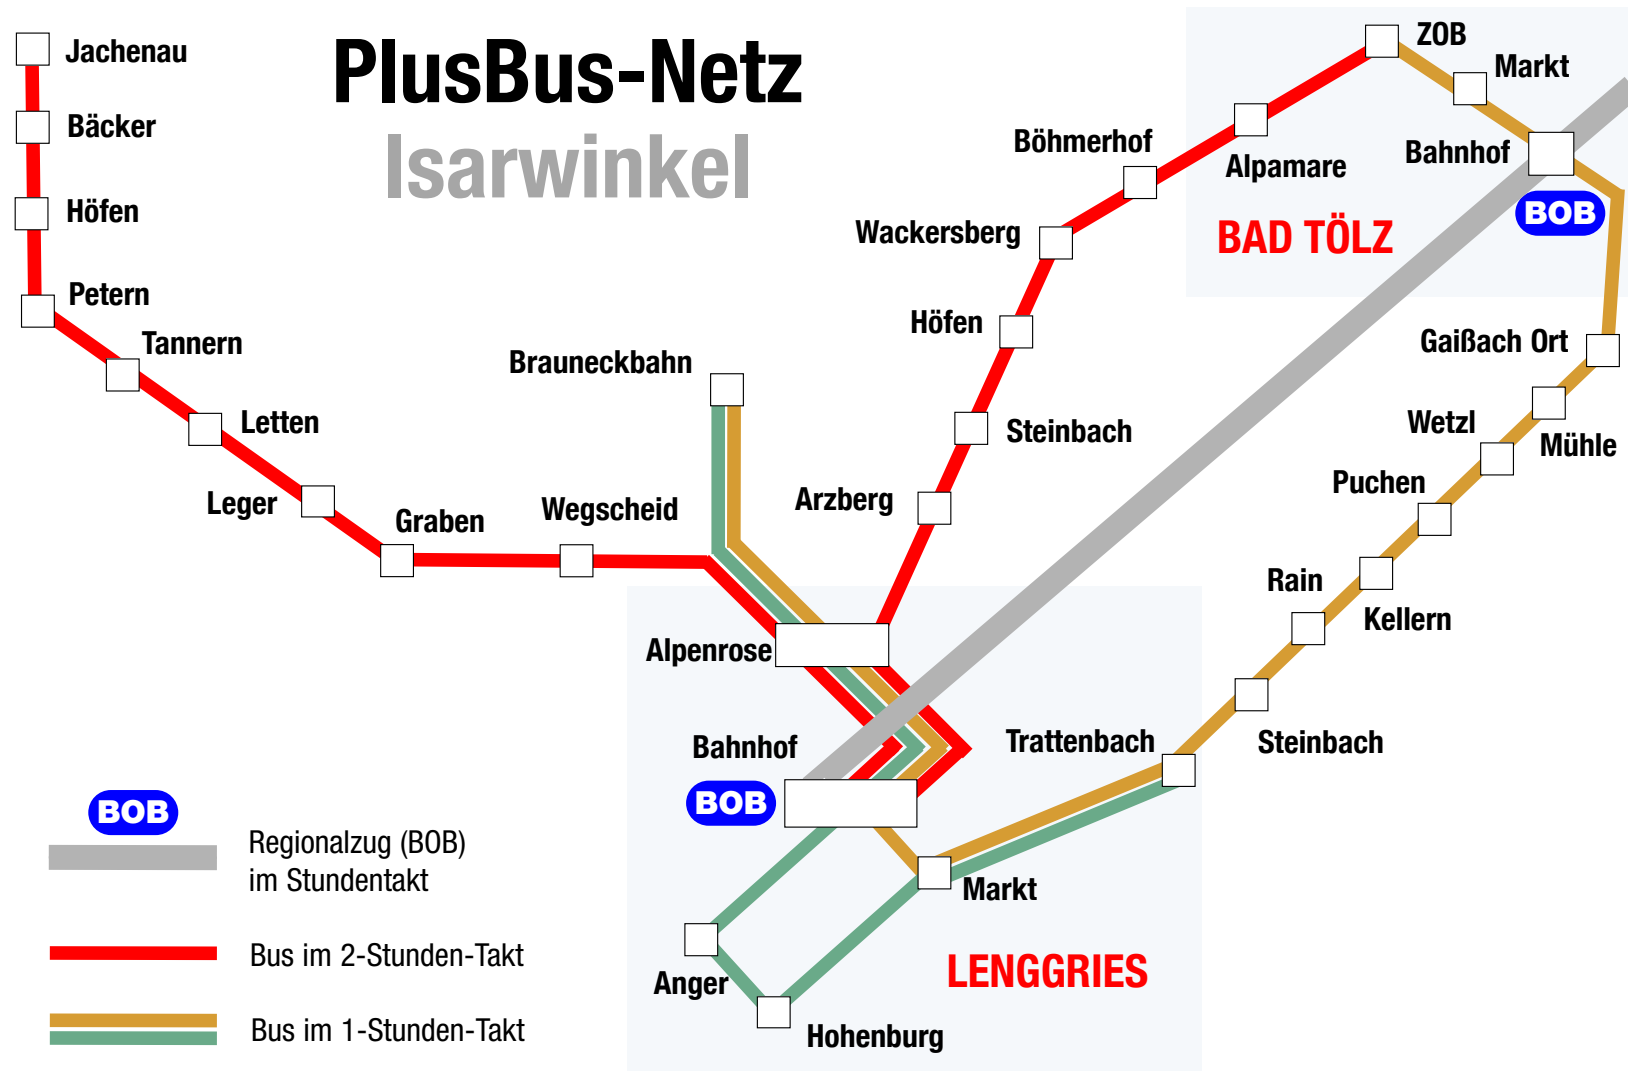 PlusBus-Netz
Isarwinkel
Jachenau
Bäcker
Höfen
Petern
Tannern
Letten
Leger
Graben
Wegscheid
Brauneckbahn
ZOB
Markt
Bahnhof
BOB
Alpamare
BAD TÖLZ
Böhmerhof
Wackersberg
Höfen
Steinbach
Arzberg
Gaißach Ort
Mühle
Wetzl
Puchen
Kellern
Rain
Steinbach
Trattenbach
Alpenrose
Bahnhof
BOB
Markt
LENGGRIES
Anger
Hohenburg
BOB
Regionalzug (BOB)
im Stundentakt
Bus im 2-Stunden-Takt
Bus im 1-Stunden-Takt